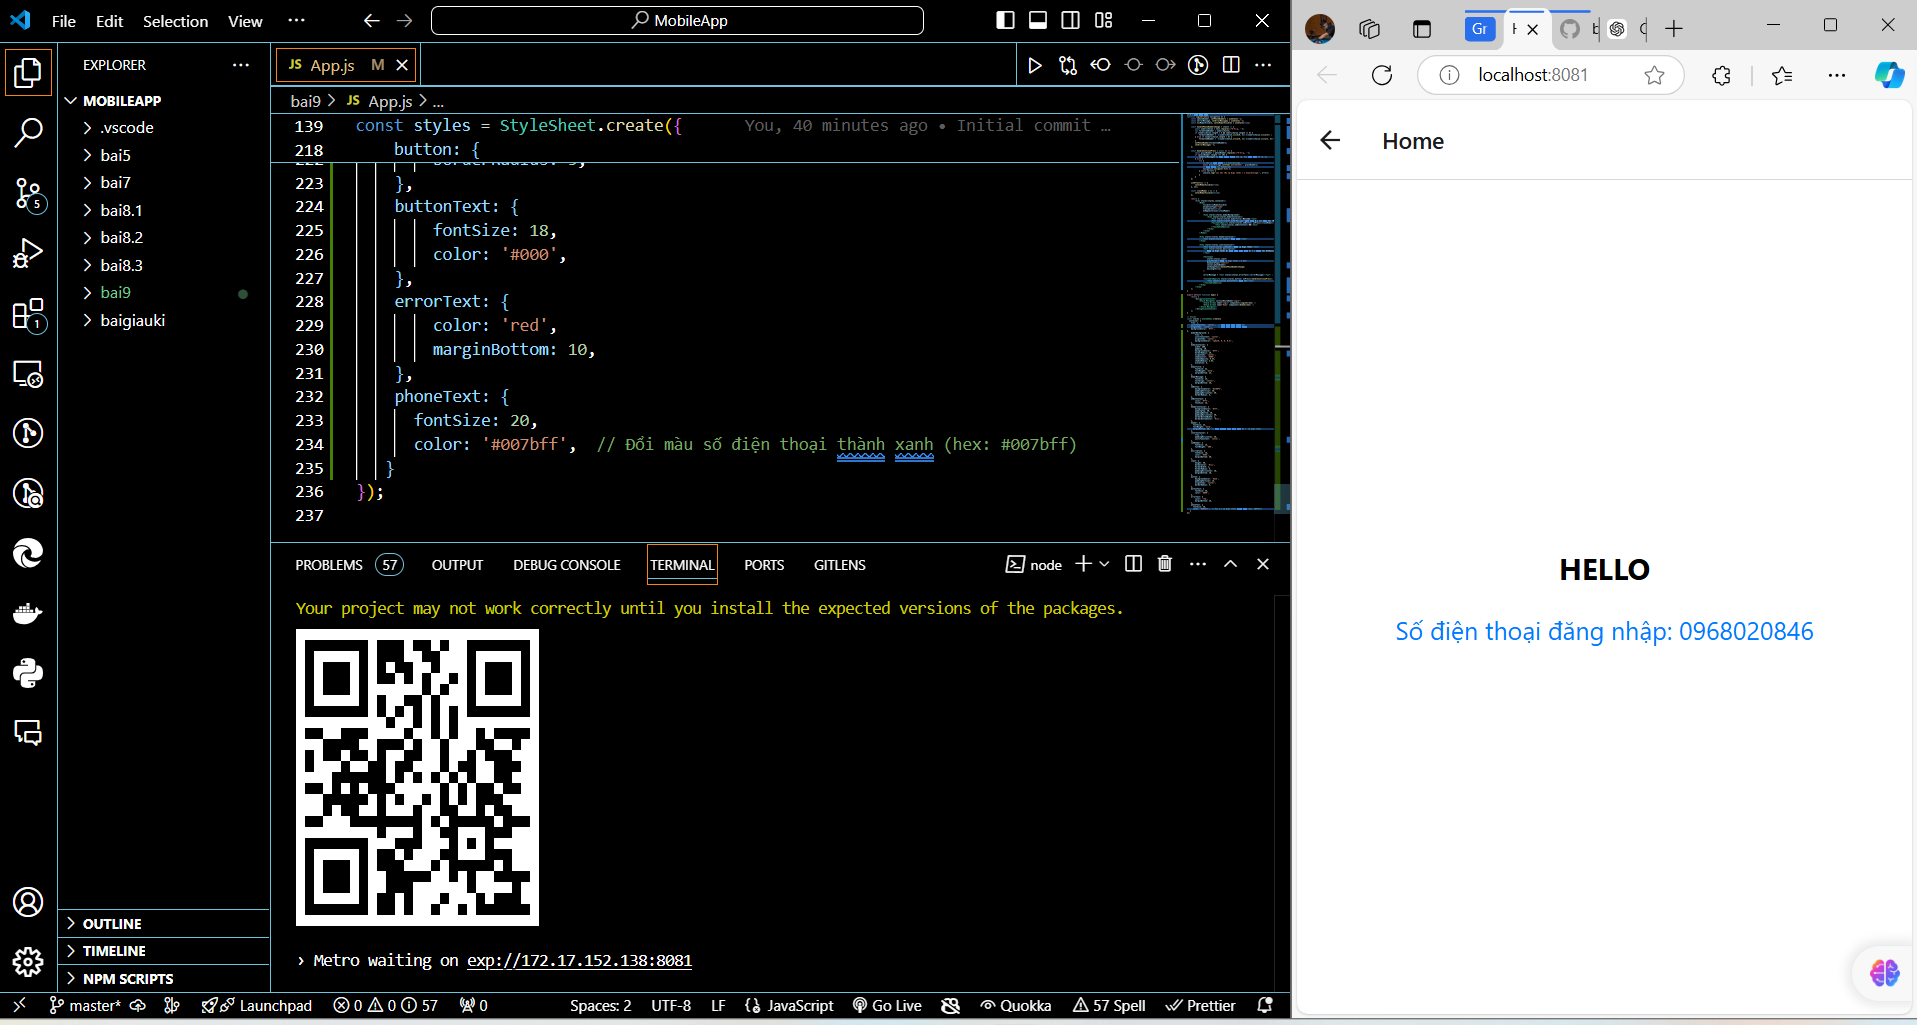 File Edit Selection View ··· MobileApp
EXPLORER ···
MOBILEAPP
.vscode
bai5
bai7
bai8.1
bai8.2
bai8.3
bai9
baigiauki
OUTLINE
TIMELINE
NPM SCRIPTS
5
1
JS App.js M
bai9 > JS App.js > ...
139 const styles = StyleSheet.create({ You, 40 minutes ago • Initial commit …
218 button: {
223 },
224 buttonText: {
225 fontSize: 18,
226 color: '#000',
227 },
228 errorText: {
229 color: 'red',
230 marginBottom: 10,
231 },
232 phoneText: {
233 fontSize: 20,
234 color: '#007bff', // Đổi màu số điện thoại thành xanh (hex: #007bff)
235 }
236 });
237
PROBLEMS 57 OUTPUT DEBUG CONSOLE TERMINAL PORTS GITLENS node
Your project may not work correctly until you install the expected versions of the packages.
› Metro waiting on exp://172.17.152.138:8081
master* Launchpad 0 0 57 0 Spaces: 2 UTF-8 LF JavaScript Go Live Quokka 57 Spell Prettier
Gr
localhost:8081
Home
HELLO
Số điện thoại đăng nhập: 0968020846